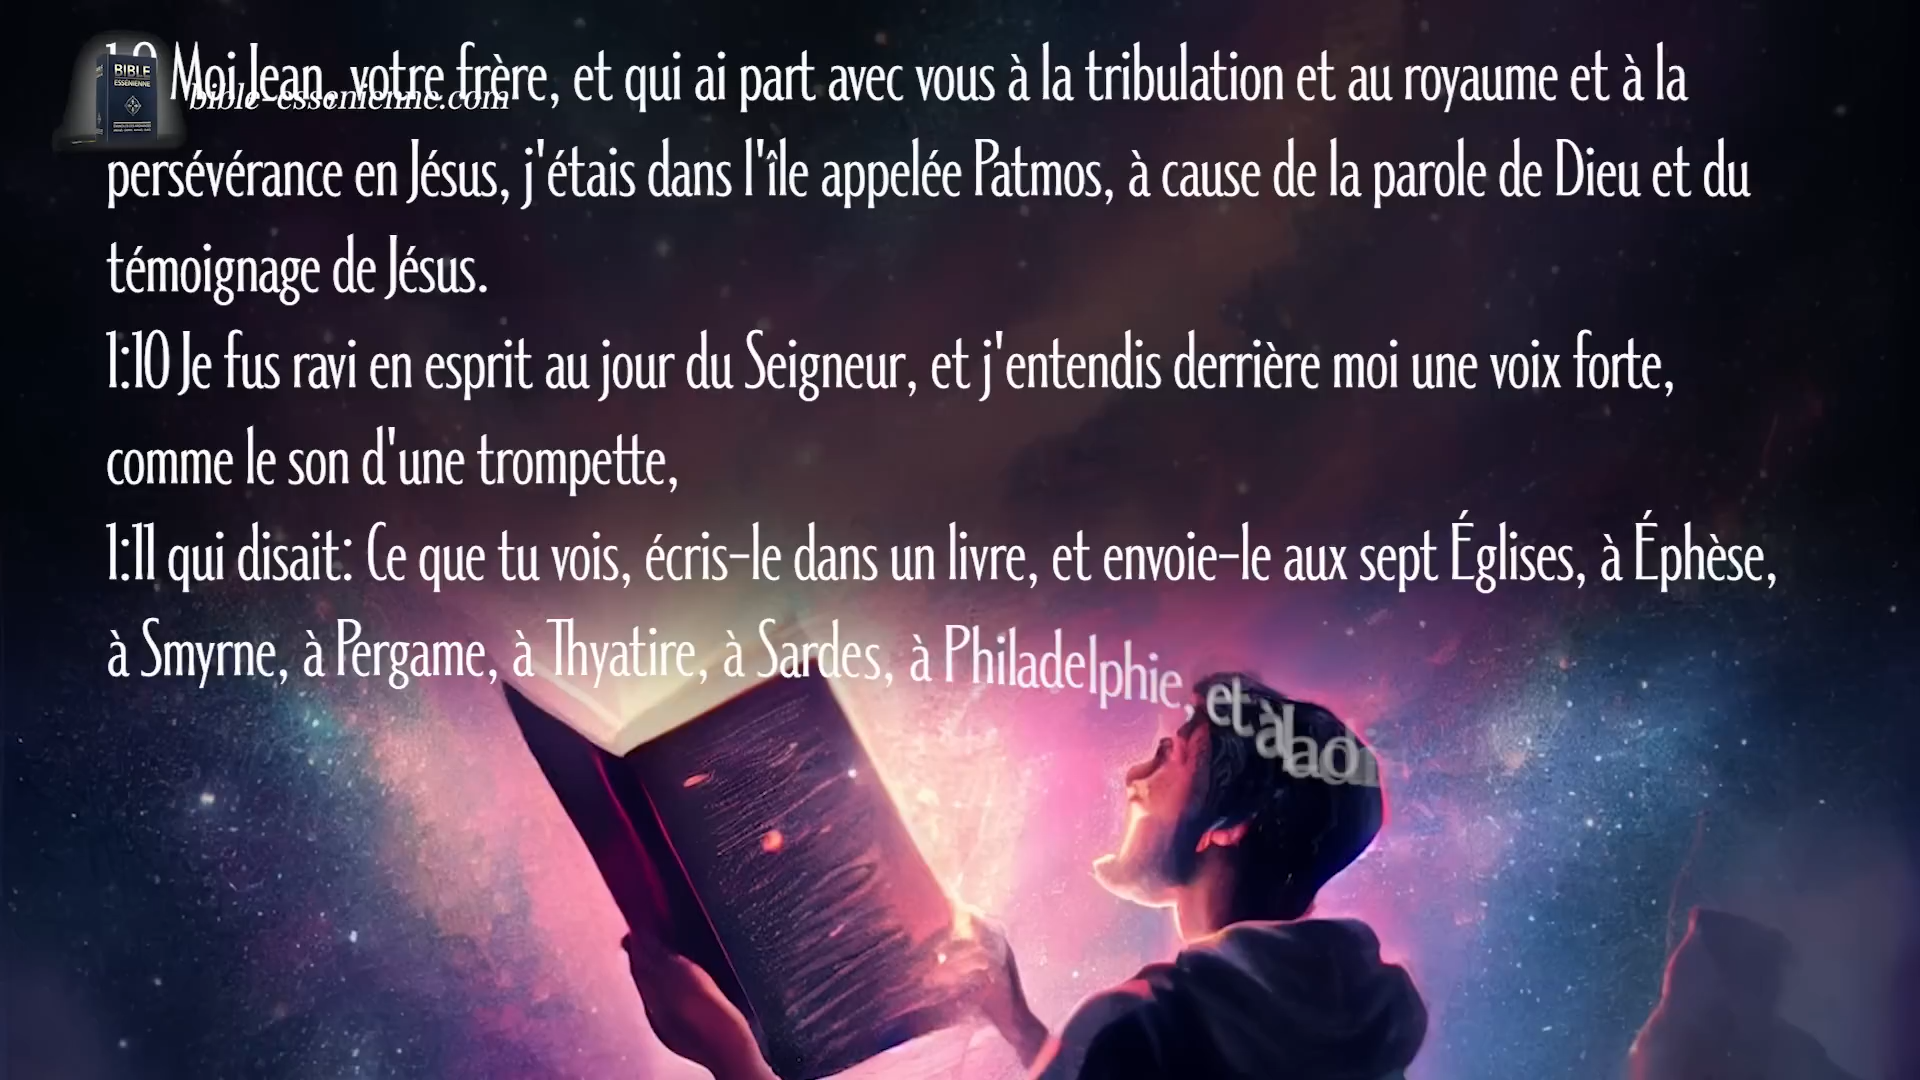 1:9 Moi Jean, votre frère, et qui ai part avec vous à la tribulation et au royaume et à la
BIBLE
ESSÉNIENNE
bible-essenienne.com
persévérance en Jésus, j'étais dans l'île appelée Patmos, à cause de la parole de Dieu et du
témoignage de Jésus.
1:10 Je fus ravi en esprit au jour du Seigneur, et j'entendis derrière moi une voix forte,
comme le son d'une trompette,
1:11 qui disait: Ce que tu vois, écris-le dans un livre, et envoie-le aux sept Églises, à Éphèse,
à Smyrne, à Pergame, à Thyatire, à Sardes, à Philadelphie, et à